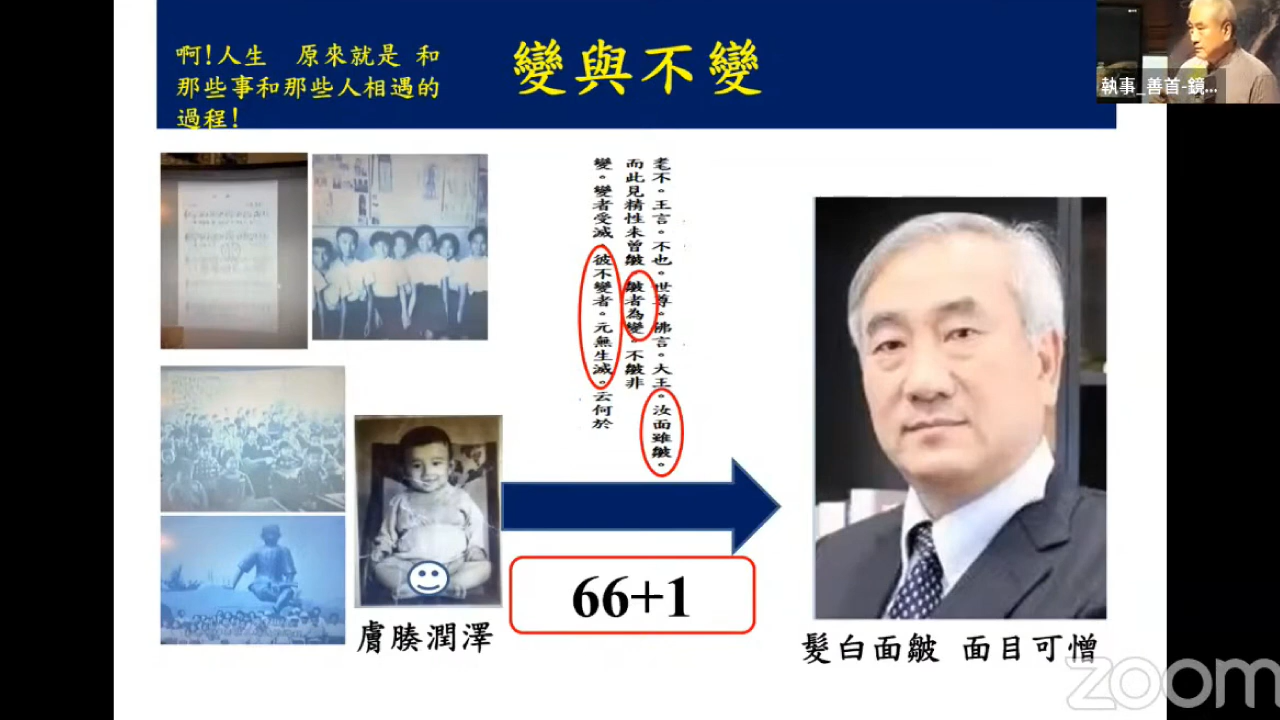 啊!人生 原來就是 和
那些事和那些人相遇的
過程!
變與不變
執事_善首-鏡...
老不。王言。不也。世尊。佛言。大王。汝面雖皺。
而此見精性未曾皺。皺者為變。不皺非
變。變者受滅。彼不變者。元無生滅。云何於
66+1
膚腠潤澤
髮白面皺 面目可憎
zoom